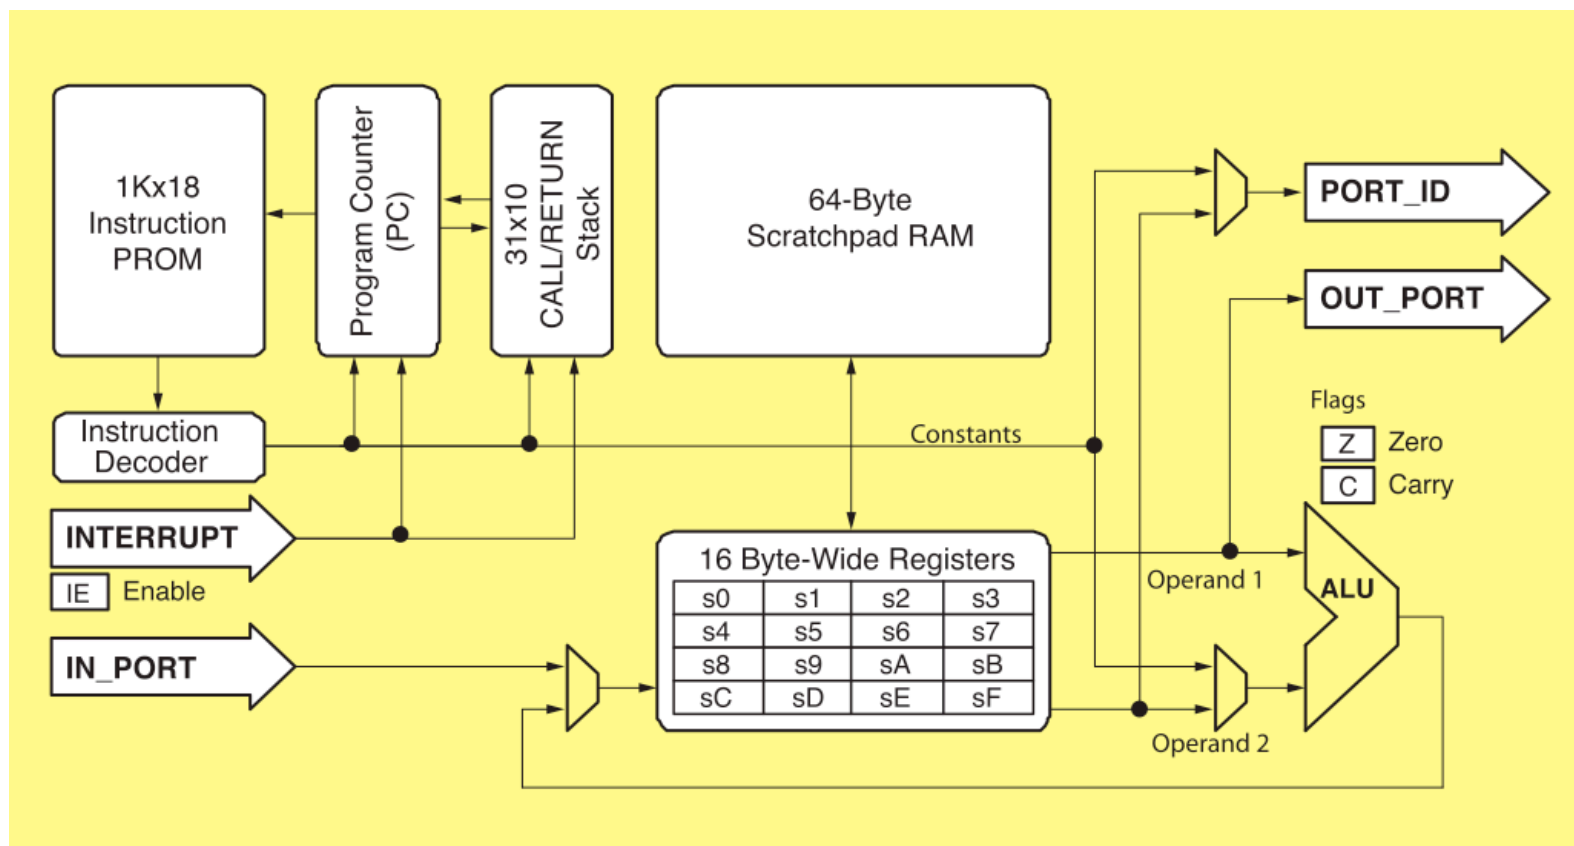 1Kx18
Instruction
PROM
Program Counter
(PC)
31x10
CALL/RETURN
Stack
64-Byte
Scratchpad RAM
PORT_ID
OUT_PORT
Instruction
Decoder
Constants
Flags
Z Zero
C Carry
INTERRUPT
IE Enable
IN_PORT
16 Byte-Wide Registers
s0 s1 s2 s3
s4 s5 s6 s7
s8 s9 sA sB
sC sD sE sF
Operand 1
ALU
Operand 2